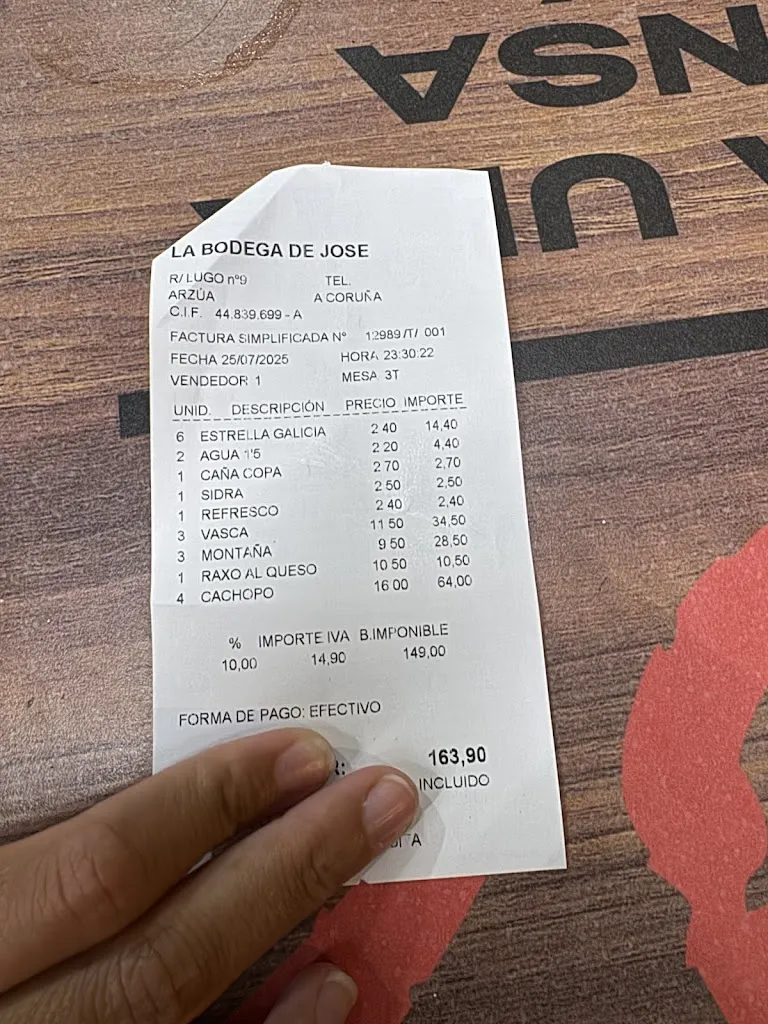 LA BODEGA DE JOSE
R/ LUGO nº9 TEL.
ARZÚA A CORUÑA
C.I.F. 44.839.699 - A
FACTURA SIMPLIFICADA Nº 12989 /T/ 001
FECHA 25/07/2025 HORA 23:30:22
VENDEDOR 1 MESA 3T
UNID. DESCRIPCIÓN PRECIO IMPORTE
6 ESTRELLA GALICIA 2 40 14,40
2 AGUA 1'5 2 20 4,40
1 CAÑA COPA 2 70 2,70
1 SIDRA 2 50 2,50
1 REFRESCO 2 40 2,40
3 VASCA 11 50 34,50
3 MONTAÑA 9 50 28,50
1 RAXO AL QUESO 10 50 10,50
4 CACHOPO 16 00 64,00
% IMPORTE IVA B.IMPONIBLE
10,00 14,90 149,00
FORMA DE PAGO: EFECTIVO
163,90
INCLUIDO